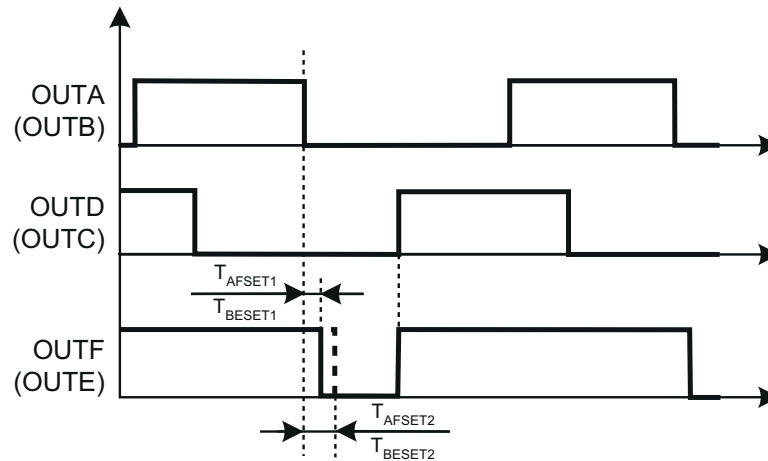 OUTA
(OUTB)
OUTD
(OUTC)
TAFSET1
TBESET1
OUTF
(OUTE)
TAFSET2
TBESET2